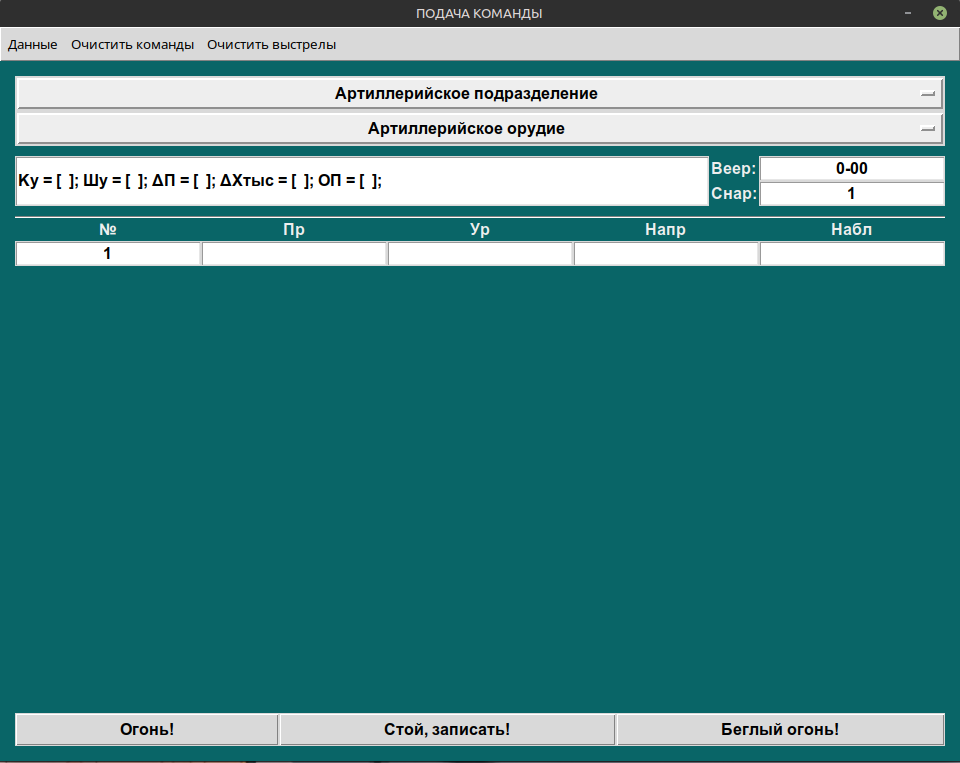 ПОДАЧА КОМАНДЫ
Данные Очистить команды Очистить выстрелы
Артиллерийское подразделение
Артиллерийское орудие
Ку = [ ]; Шу = [ ]; ΔП = [ ]; ΔХтыс = [ ]; ОП = [ ];
Веер: 0-00
Снар: 1
№ Пр Ур Напр Набл
1
Огонь! Стой, записать! Беглый огонь!